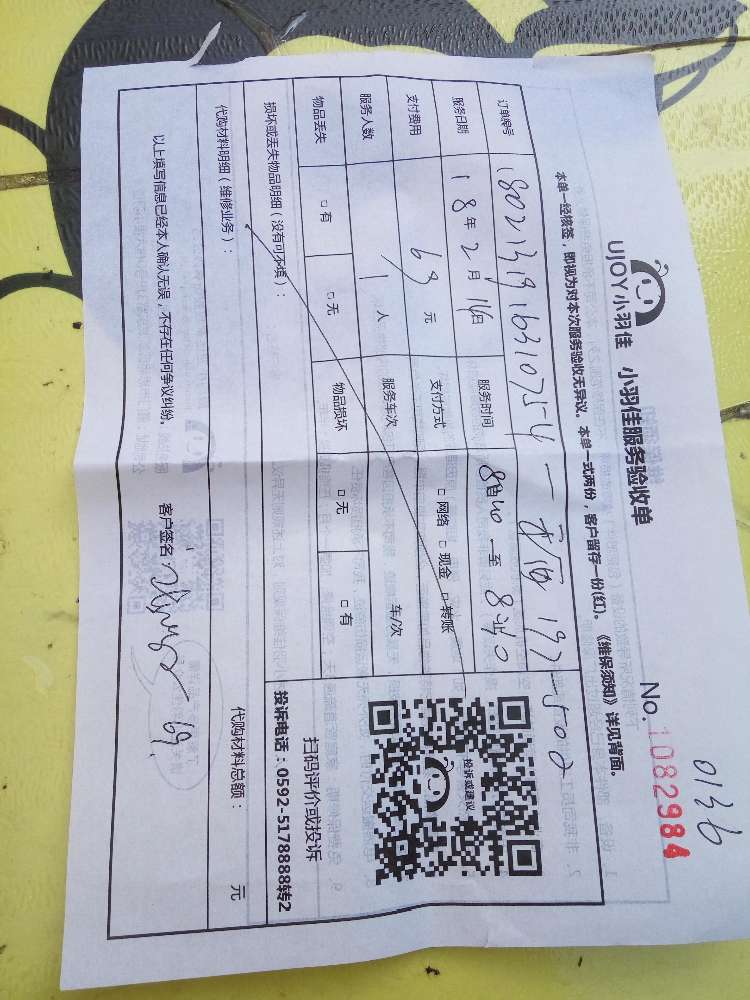 0136
UJOY小羽佳 小羽佳服务验收单
No. 1082984
本单一经核签，即视为对本次服务验收无异议。本单一式两份，客户留存一份(红)。《维保须知》详见背面。
订单编号 180213191631075
服务日期 18年2月16日 服务时间 至 8:40
支付费用 69元 支付方式 □ 网络 □ 现金 □ 转账
服务人数 1人 服务车次 车/次
物品丢失 □ 有 □ 无 物品损坏 □ 无 □ 有
投诉或建议
扫码评价或投诉
投诉电话：0592-5178888转2
损坏或丢失物品明细（没有可不填）：
代购材料明细（维修业务）： 代购材料总额： 元
以上填写信息已经本人确认无误，不存在任何争议纠纷。 客户签名：